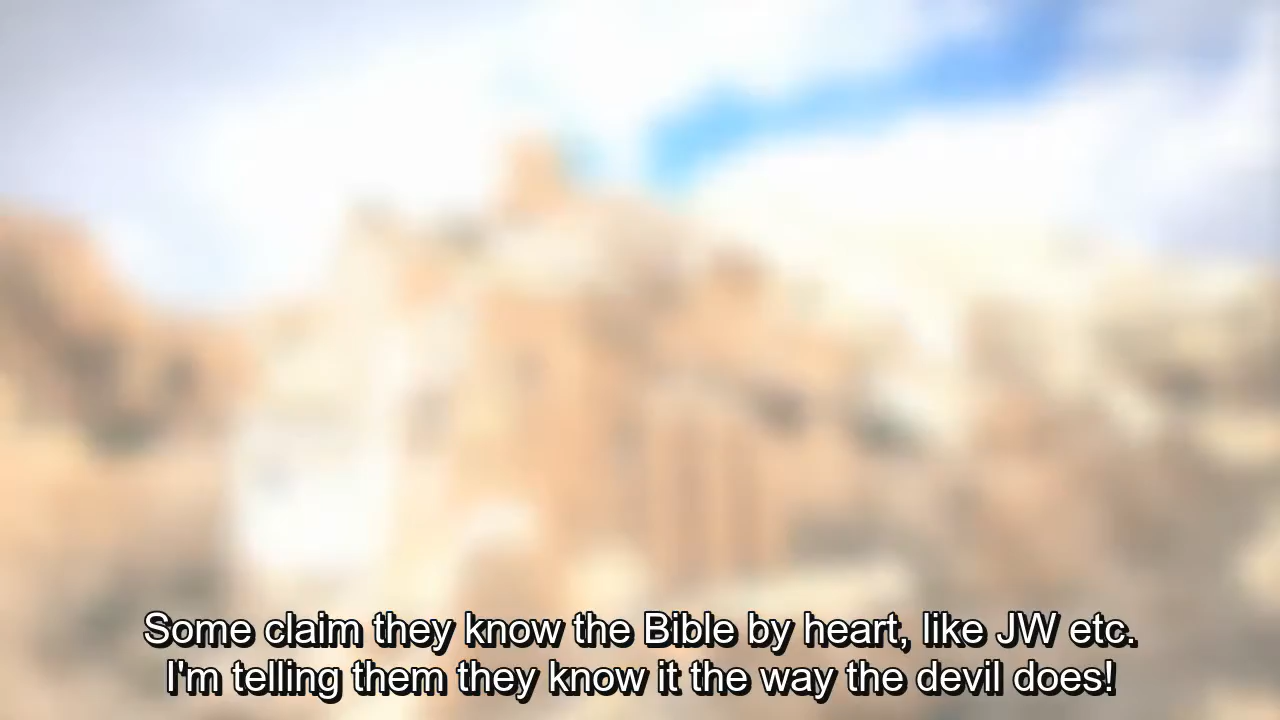 Some claim they know the Bible by heart, like JW etc.
I'm telling them they know it the way the devil does!